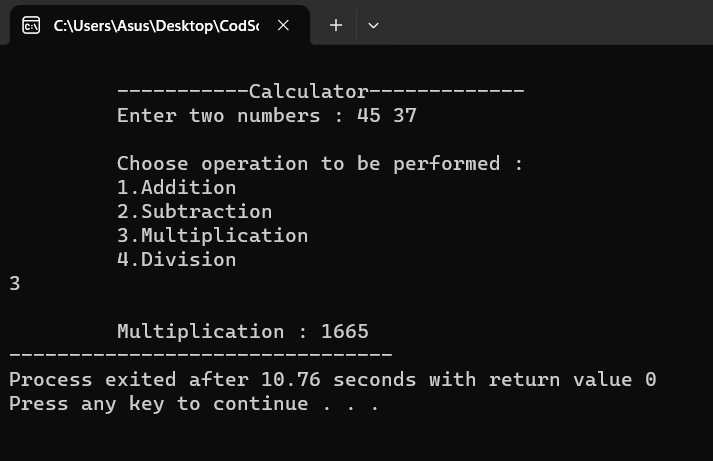 C:\Users\Asus\Desktop\CodSo
-----------Calculator-------------
Enter two numbers : 45 37
Choose operation to be performed :
1.Addition
2.Subtraction
3.Multiplication
4.Division
3
Multiplication : 1665
--------------------------------
Process exited after 10.76 seconds with return value 0
Press any key to continue . . .